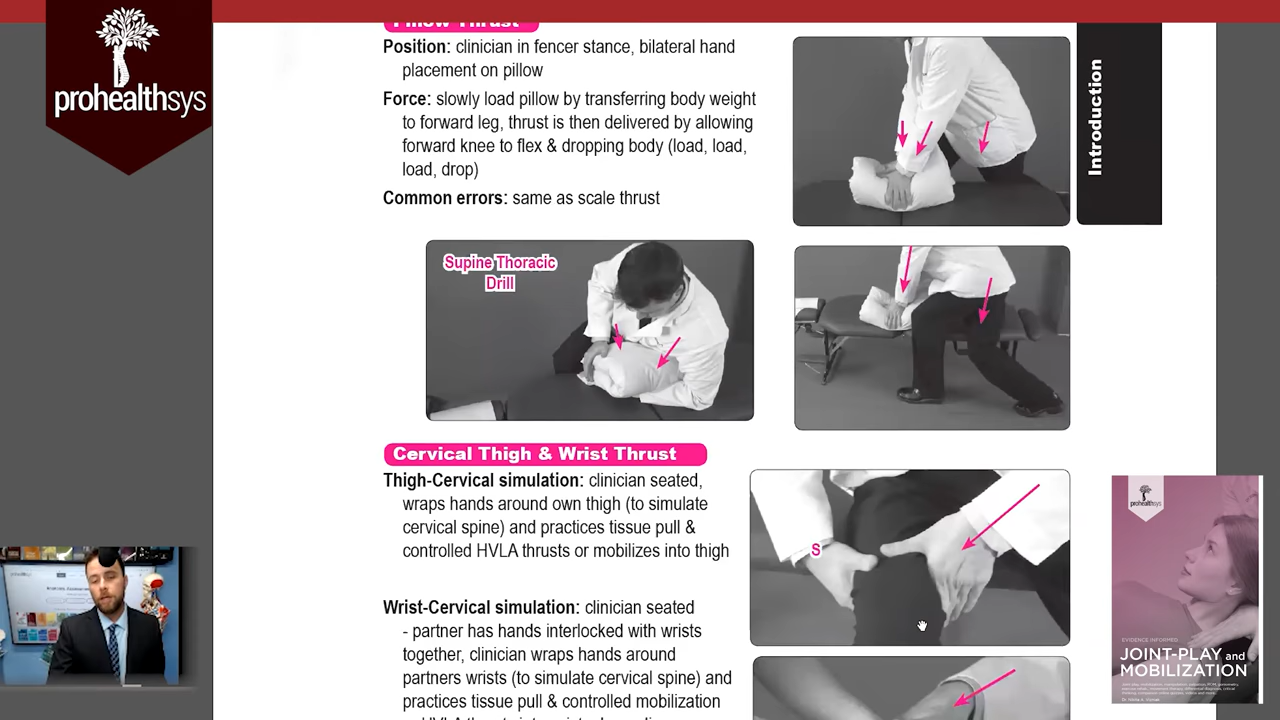 prohealthsys
Pillow Thrust
Position: clinician in fencer stance, bilateral hand
placement on pillow
Force: slowly load pillow by transferring body weight
to forward leg, thrust is then delivered by allowing
forward knee to flex & dropping body (load, load,
load, drop)
Common errors: same as scale thrust
Introduction
Supine Thoracic
Drill
Cervical Thigh & Wrist Thrust
Thigh-Cervical simulation: clinician seated,
wraps hands around own thigh (to simulate
cervical spine) and practices tissue pull &
controlled HVLA thrusts or mobilizes into thigh
S
Wrist-Cervical simulation: clinician seated
- partner has hands interlocked with wrists
together, clinician wraps hands around
partners wrists (to simulate cervical spine) and
practices tissue pull & controlled mobilization
prohealthsys
EVIDENCE INFORMED
JOINT-PLAY and
MOBILIZATION